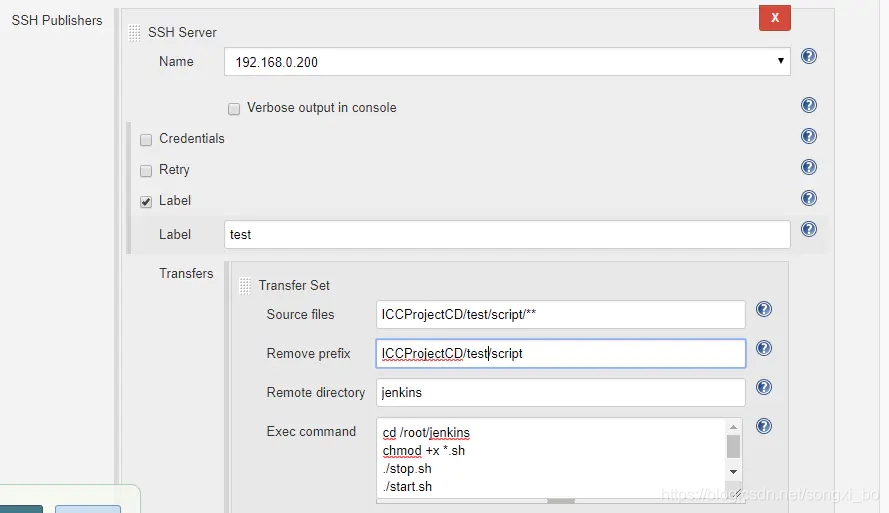 SSH Publishers
X
SSH Server
Name
192.168.0.200
Verbose output in console
Credentials
Retry
Label
Label
test
Transfers
Transfer Set
Source files
ICCProjectCD/test/script/**
Remove prefix
ICCProjectCD/test/script
Remote directory
jenkins
Exec command
cd /root/jenkins
chmod +x *.sh
./stop.sh
./start.sh
https://blog.csdn.net/songxi_bo